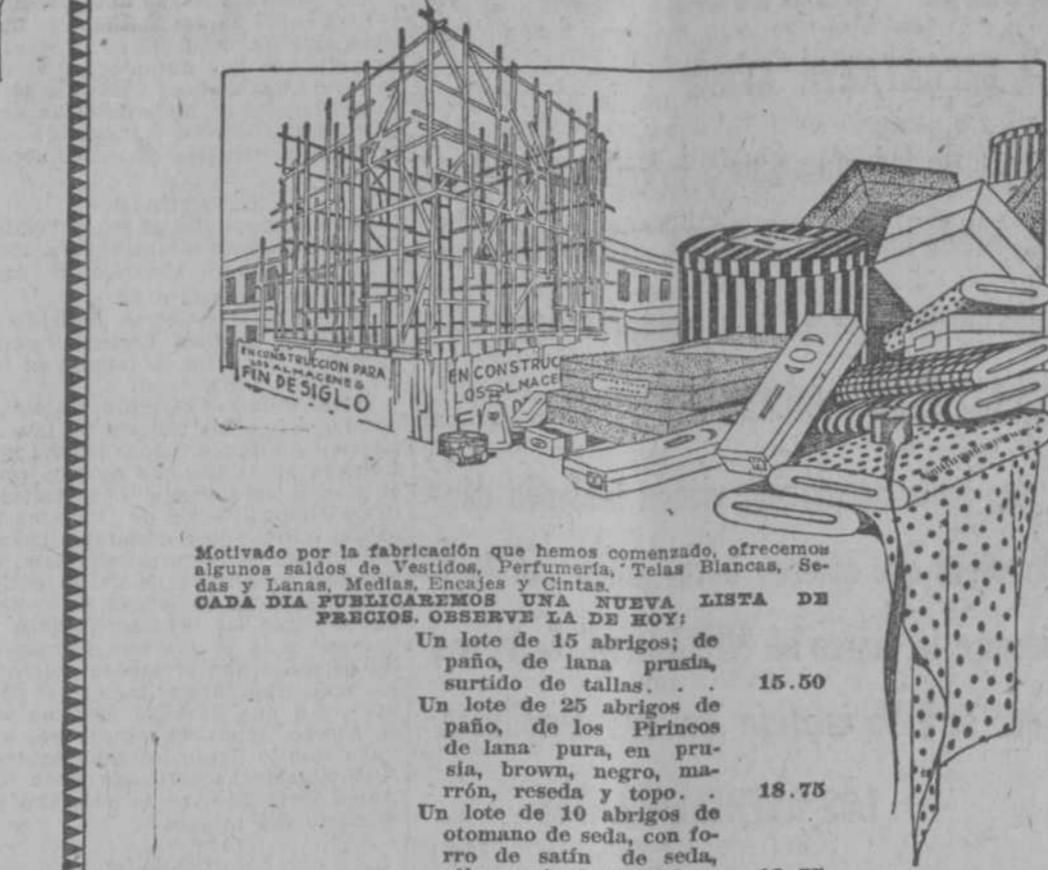 EN CONSTRUCCION PARA
LOS ALMACENES
FIN DE SIGLO
EN CONSTRUC
OS ALMACE
Motivado por la fabricación que hemos comenzado, ofrecemos
algunos saldos de Vestidos, Perfumería, Telas Blancas, Se-
das y Lanas, Medias, Encajes y Cintas.
CADA DIA PUBLICAREMOS UNA NUEVA LISTA DE
PRECIOS. OBSERVE LA DE HOY:
Un lote de 15 abrigos; de
paño, de lana prusia,
surtido de tallas. . . 15.50
Un lote de 25 abrigos de
paño, de los Pirineos
de lana pura, en pru-
sia, brown, negro, ma-
rrón, reseda y topo. . 18.75
Un lote de 10 abrigos de
otomano de seda, con fo-
rro de satín de seda,